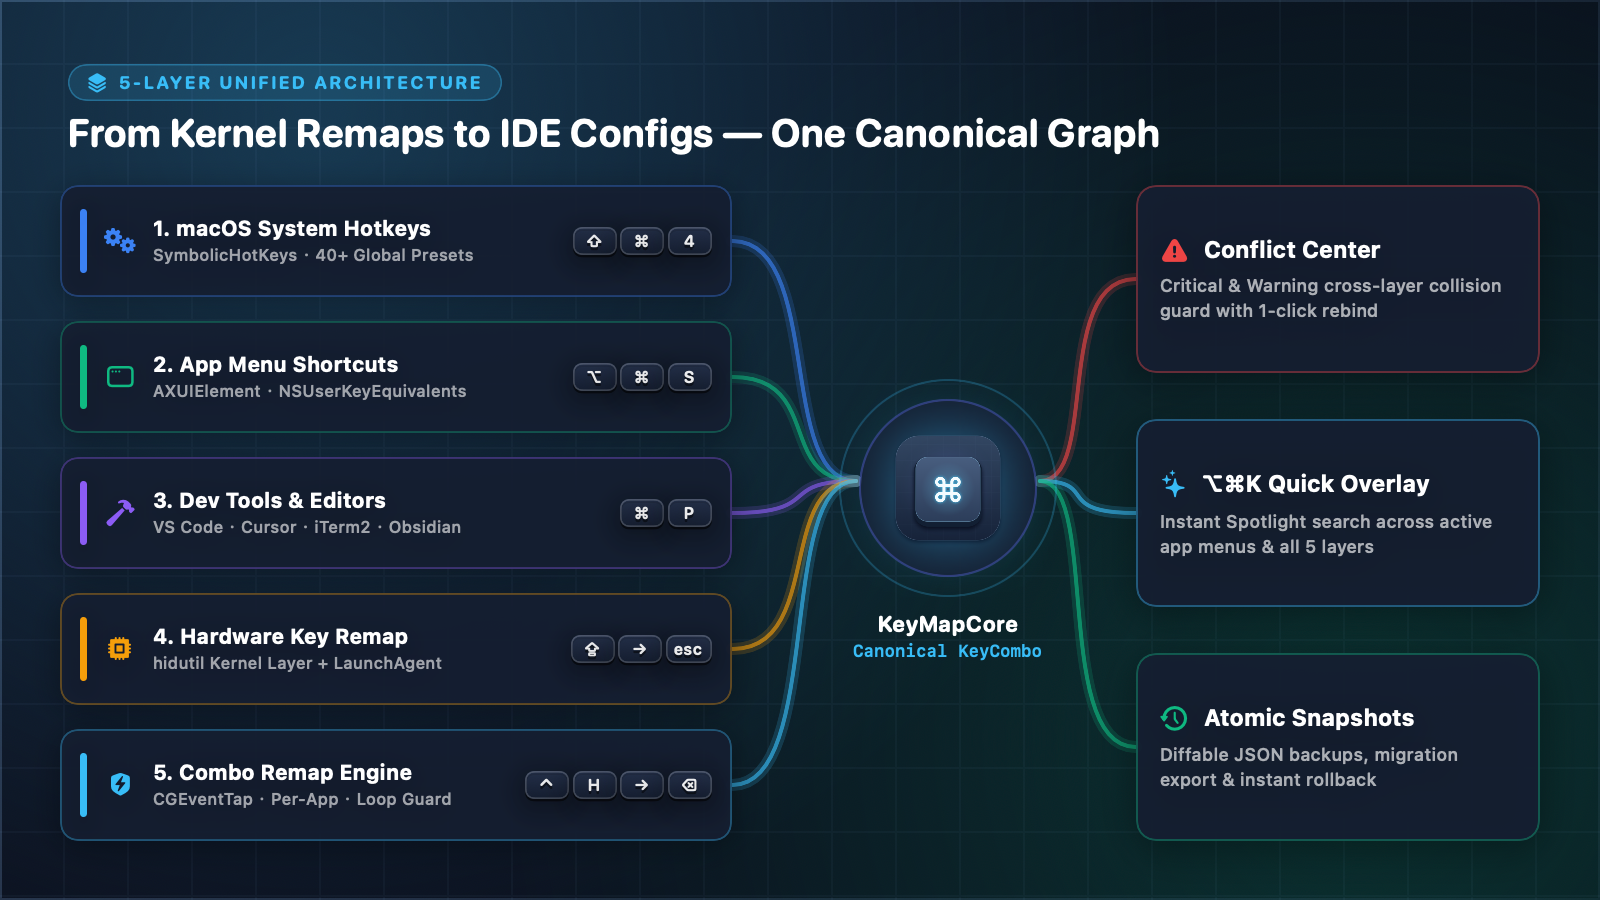 5-LAYER UNIFIED ARCHITECTURE
From Kernel Remaps to IDE Configs — One Canonical Graph
1. macOS System Hotkeys
SymbolicHotKeys · 40+ Global Presets
⇧ ⌘ 4
2. App Menu Shortcuts
AXUIElement · NSUserKeyEquivalents
⌥ ⌘ S
3. Dev Tools & Editors
VS Code · Cursor · iTerm2 · Obsidian
⌘ P
4. Hardware Key Remap
hidutil Kernel Layer + LaunchAgent
⇪ → esc
5. Combo Remap Engine
CGEventTap · Per-App · Loop Guard
^ H → ⌫
⌘
KeyMapCore
Canonical KeyCombo
Conflict Center
Critical & Warning cross-layer collision
guard with 1-click rebind
⌥⌘K Quick Overlay
Instant Spotlight search across active
app menus & all 5 layers
Atomic Snapshots
Diffable JSON backups, migration
export & instant rollback